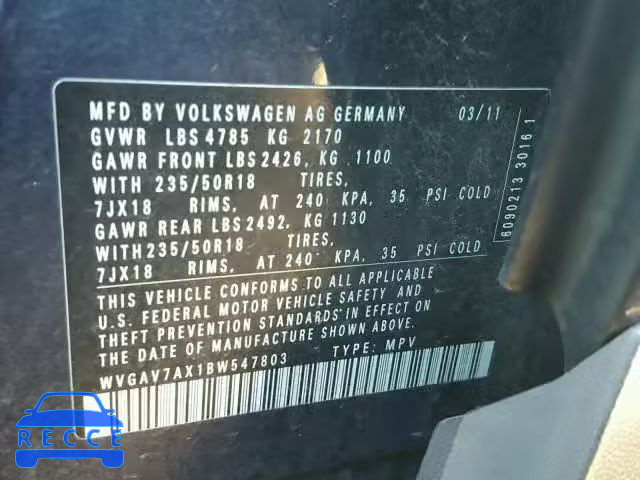 MFD BY VOLKSWAGEN AG GERMANY 03/11
GVWR LBS 4785 KG 2170
GAWR FRONT LBS 2426, KG 1100
WITH 235/50R18 TIRES,
7JX18 RIMS, AT 240 KPA, 35 PSI COLD
GAWR REAR LBS 2492, KG 1130
WITH 235/50R18 TIRES,
7JX18 RIMS, AT 240 KPA, 35 PSI COLD
THIS VEHICLE CONFORMS TO ALL APPLICABLE
U.S. FEDERAL MOTOR VEHICLE SAFETY AND
THEFT PREVENTION STANDARDS IN EFFECT ON
THE DATE OF MANUFACTURE SHOWN ABOVE.
WVGAV7AX1BW547803 TYPE: MPV
6090213 3016 1
RECCE